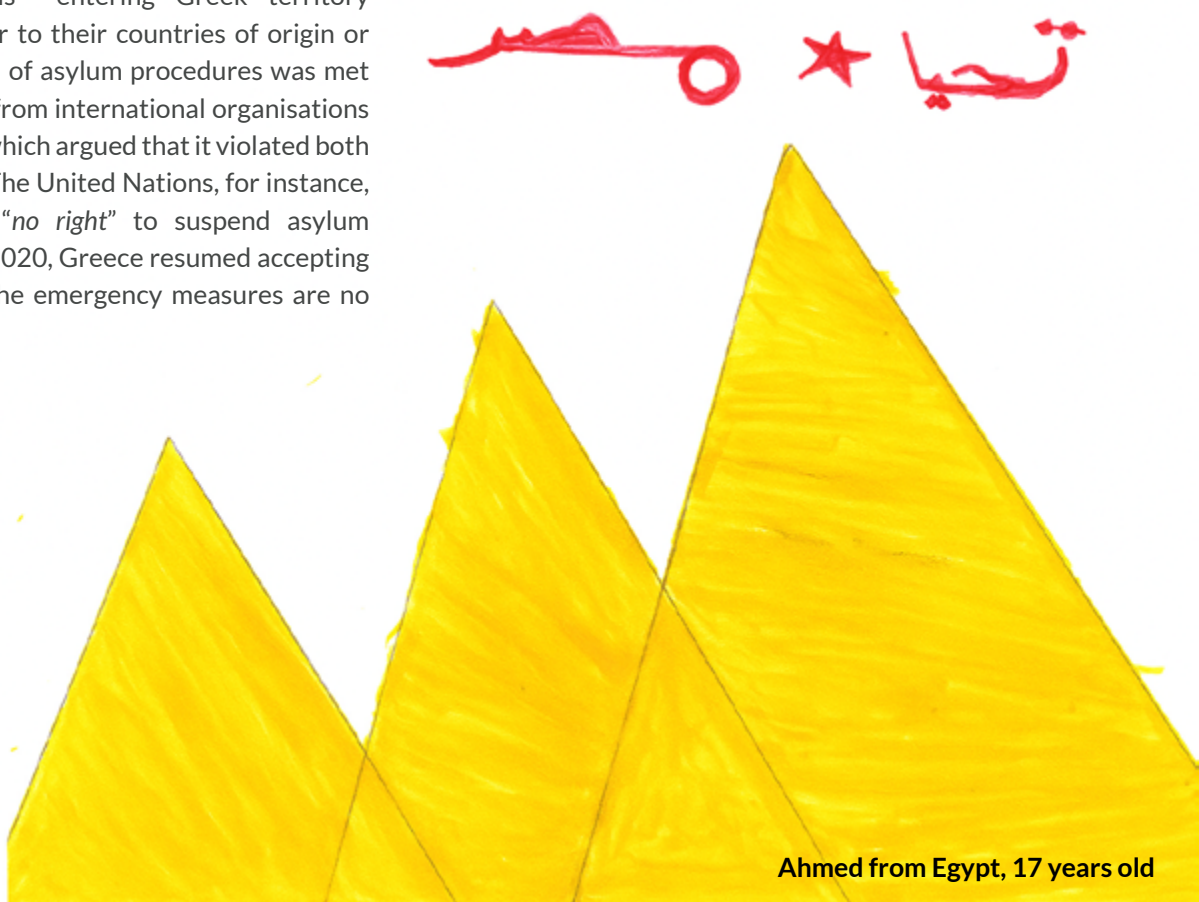 entering Greek territory
r to their countries of origin or
of asylum procedures was met
from international organisations
which argued that it violated both
The United Nations, for instance,
“no right” to suspend asylum
020, Greece resumed accepting
he emergency measures are no
تحيا ★ مصر
Ahmed from Egypt, 17 years old